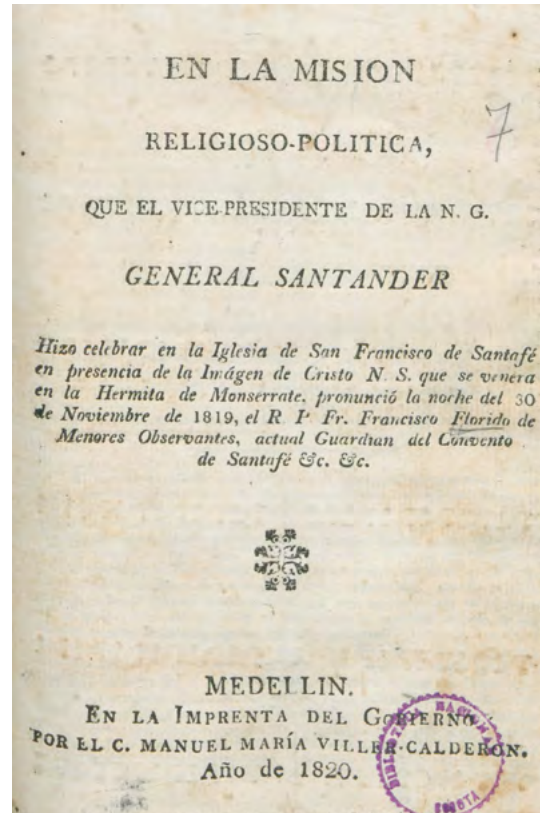 EN LA MISION
RELIGIOSO-POLITICA,
7
QUE EL VICE-PRESIDENTE DE LA N. G.
GENERAL SANTANDER
Hizo celebrar en la Iglesia de San Francisco de Santafé
en presencia de la Imágen de Cristo N. S. que se venera
en la Hermita de Monserrate, pronunció la noche del 30
de Noviembre de 1819, el R. P. Fr. Francisco Florido de
Menores Observantes, actual Guardian del Convento
de Santafé &c. &c.
MEDELLIN.
EN LA IMPRENTA DEL GOBIERNO
POR EL C. MANUEL MARÍA VILLER-CALDERON.
Año de 1820.
BIBLIOTECA NACIONAL
BOGOTA